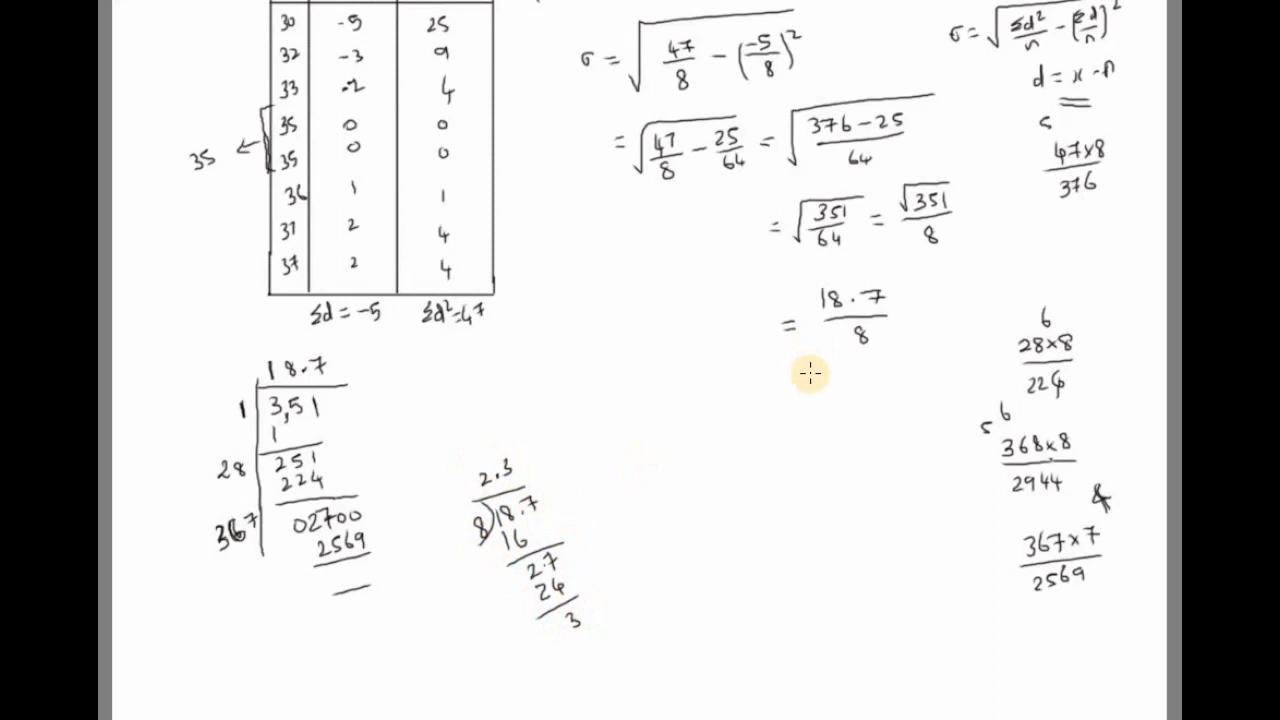 30 -5 25
32 -3 9
33 -2 4
35 0 0
35 0 0
35 ←
36 1 1
37 2 4
37 2 4
Σd = -5 Σd²=47
σ = √(47/8 - (-5/8)²)
= √(47/8 - 25/64) = √((376-25)/64)
= √(351/64) = √351/8
= 18.7/8
σ = √(Σd²/n - (Σd/n)²)
d = x - A
5
47×8
376
6
28×8
224
5 6
368×8
2944
4
367×7
2569
18.7
1 3,51
1
28 251
224
367 02700
2569
2.3
8)18.7
16
2.7
24
3